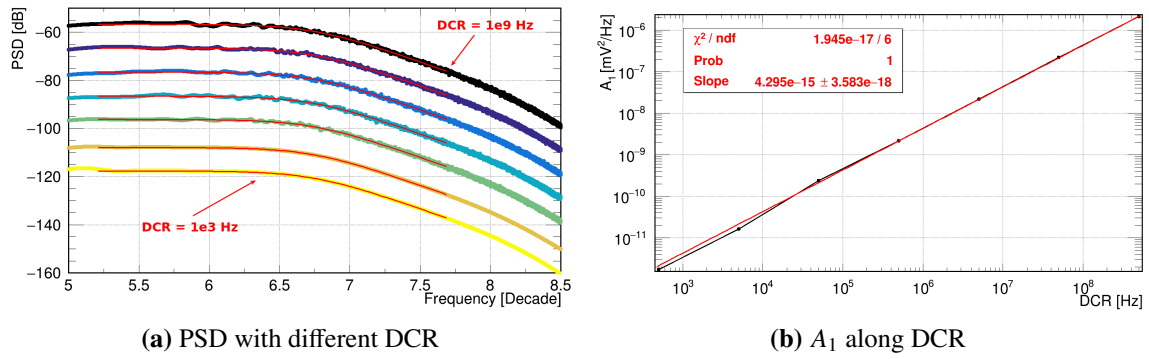 PSD [dB]
−60
−80
−100
−120
−140
−160
DCR = 1e9 Hz
DCR = 1e3 Hz
5 5.5 6 6.5 7 7.5 8 8.5
Frequency [Decade]
(a) PSD with different DCR
A₁ [mV²/Hz]
10⁻⁶
10⁻⁷
10⁻⁸
10⁻⁹
10⁻¹⁰
10⁻¹¹
χ² / ndf 1.945e−17 / 6
Prob 1
Slope 4.295e−15 ± 3.583e−18
10³ 10⁴ 10⁵ 10⁶ 10⁷ 10⁸
DCR [Hz]
(b) A₁ along DCR